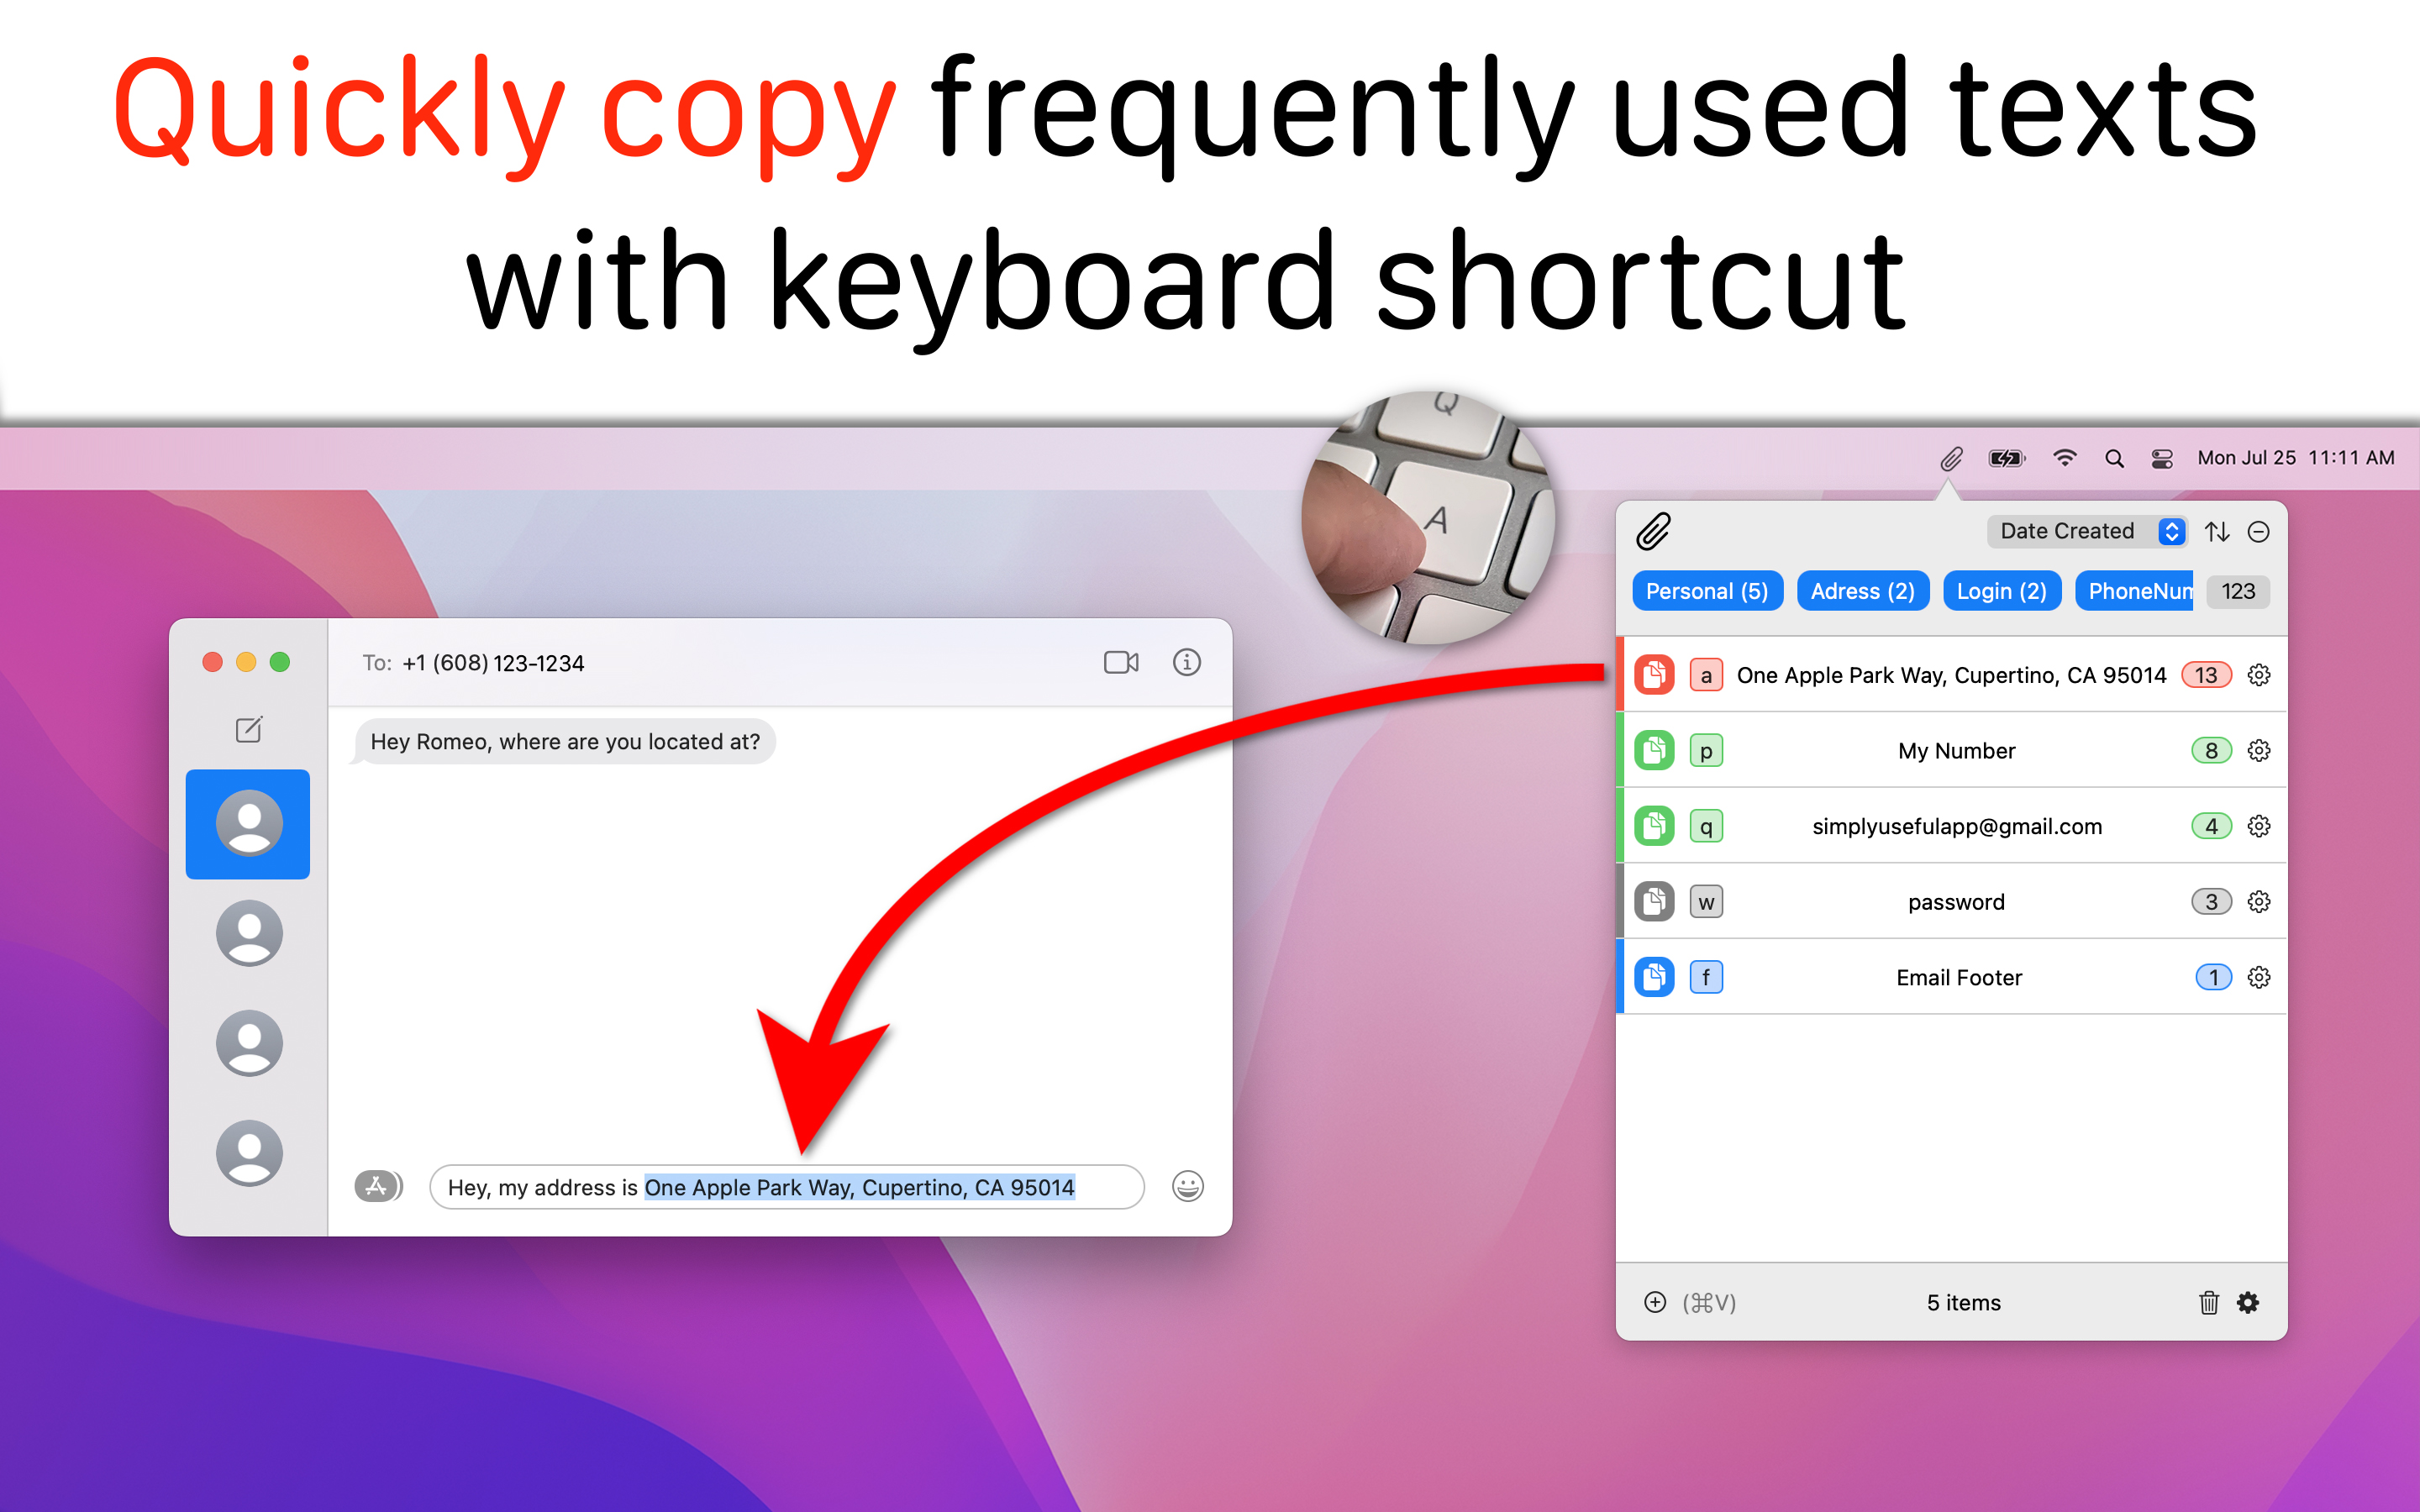 Quickly copy frequently used texts
with keyboard shortcut
Q
A
Mon Jul 25 11:11 AM
Date Created
Personal (5) Adress (2) Login (2) PhoneNum 123
a One Apple Park Way, Cupertino, CA 95014 13
p My Number 8
q simplyusefulapp@gmail.com 4
w password 3
f Email Footer 1
(⌘V) 5 items
To: +1 (608) 123-1234
Hey Romeo, where are you located at?
Hey, my address is One Apple Park Way, Cupertino, CA 95014